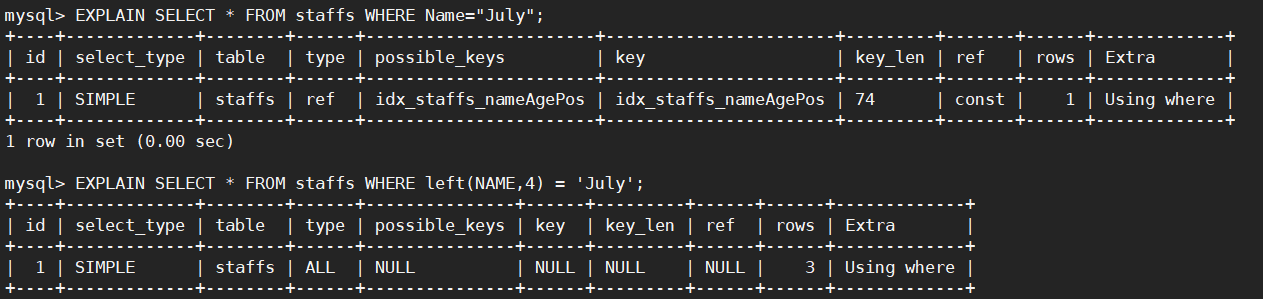 mysql> EXPLAIN SELECT * FROM staffs WHERE Name="July";
+----+-------------+--------+------+-----------------------+-----------------------+---------+-------+------+-------------+
| id | select_type | table  | type | possible_keys         | key                   | key_len | ref   | rows | Extra       |
+----+-------------+--------+------+-----------------------+-----------------------+---------+-------+------+-------------+
|  1 | SIMPLE      | staffs | ref  | idx_staffs_nameAgePos | idx_staffs_nameAgePos | 74      | const |    1 | Using where |
+----+-------------+--------+------+-----------------------+-----------------------+---------+-------+------+-------------+
1 row in set (0.00 sec)

mysql> EXPLAIN SELECT * FROM staffs WHERE left(NAME,4) = 'July';
+----+-------------+--------+------+---------------+------+---------+------+------+-------------+
| id | select_type | table  | type | possible_keys | key  | key_len | ref  | rows | Extra       |
+----+-------------+--------+------+---------------+------+---------+------+------+-------------+
|  1 | SIMPLE      | staffs | ALL  | NULL          | NULL | NULL    | NULL |    3 | Using where |
+----+-------------+--------+------+---------------+------+---------+------+------+-------------+